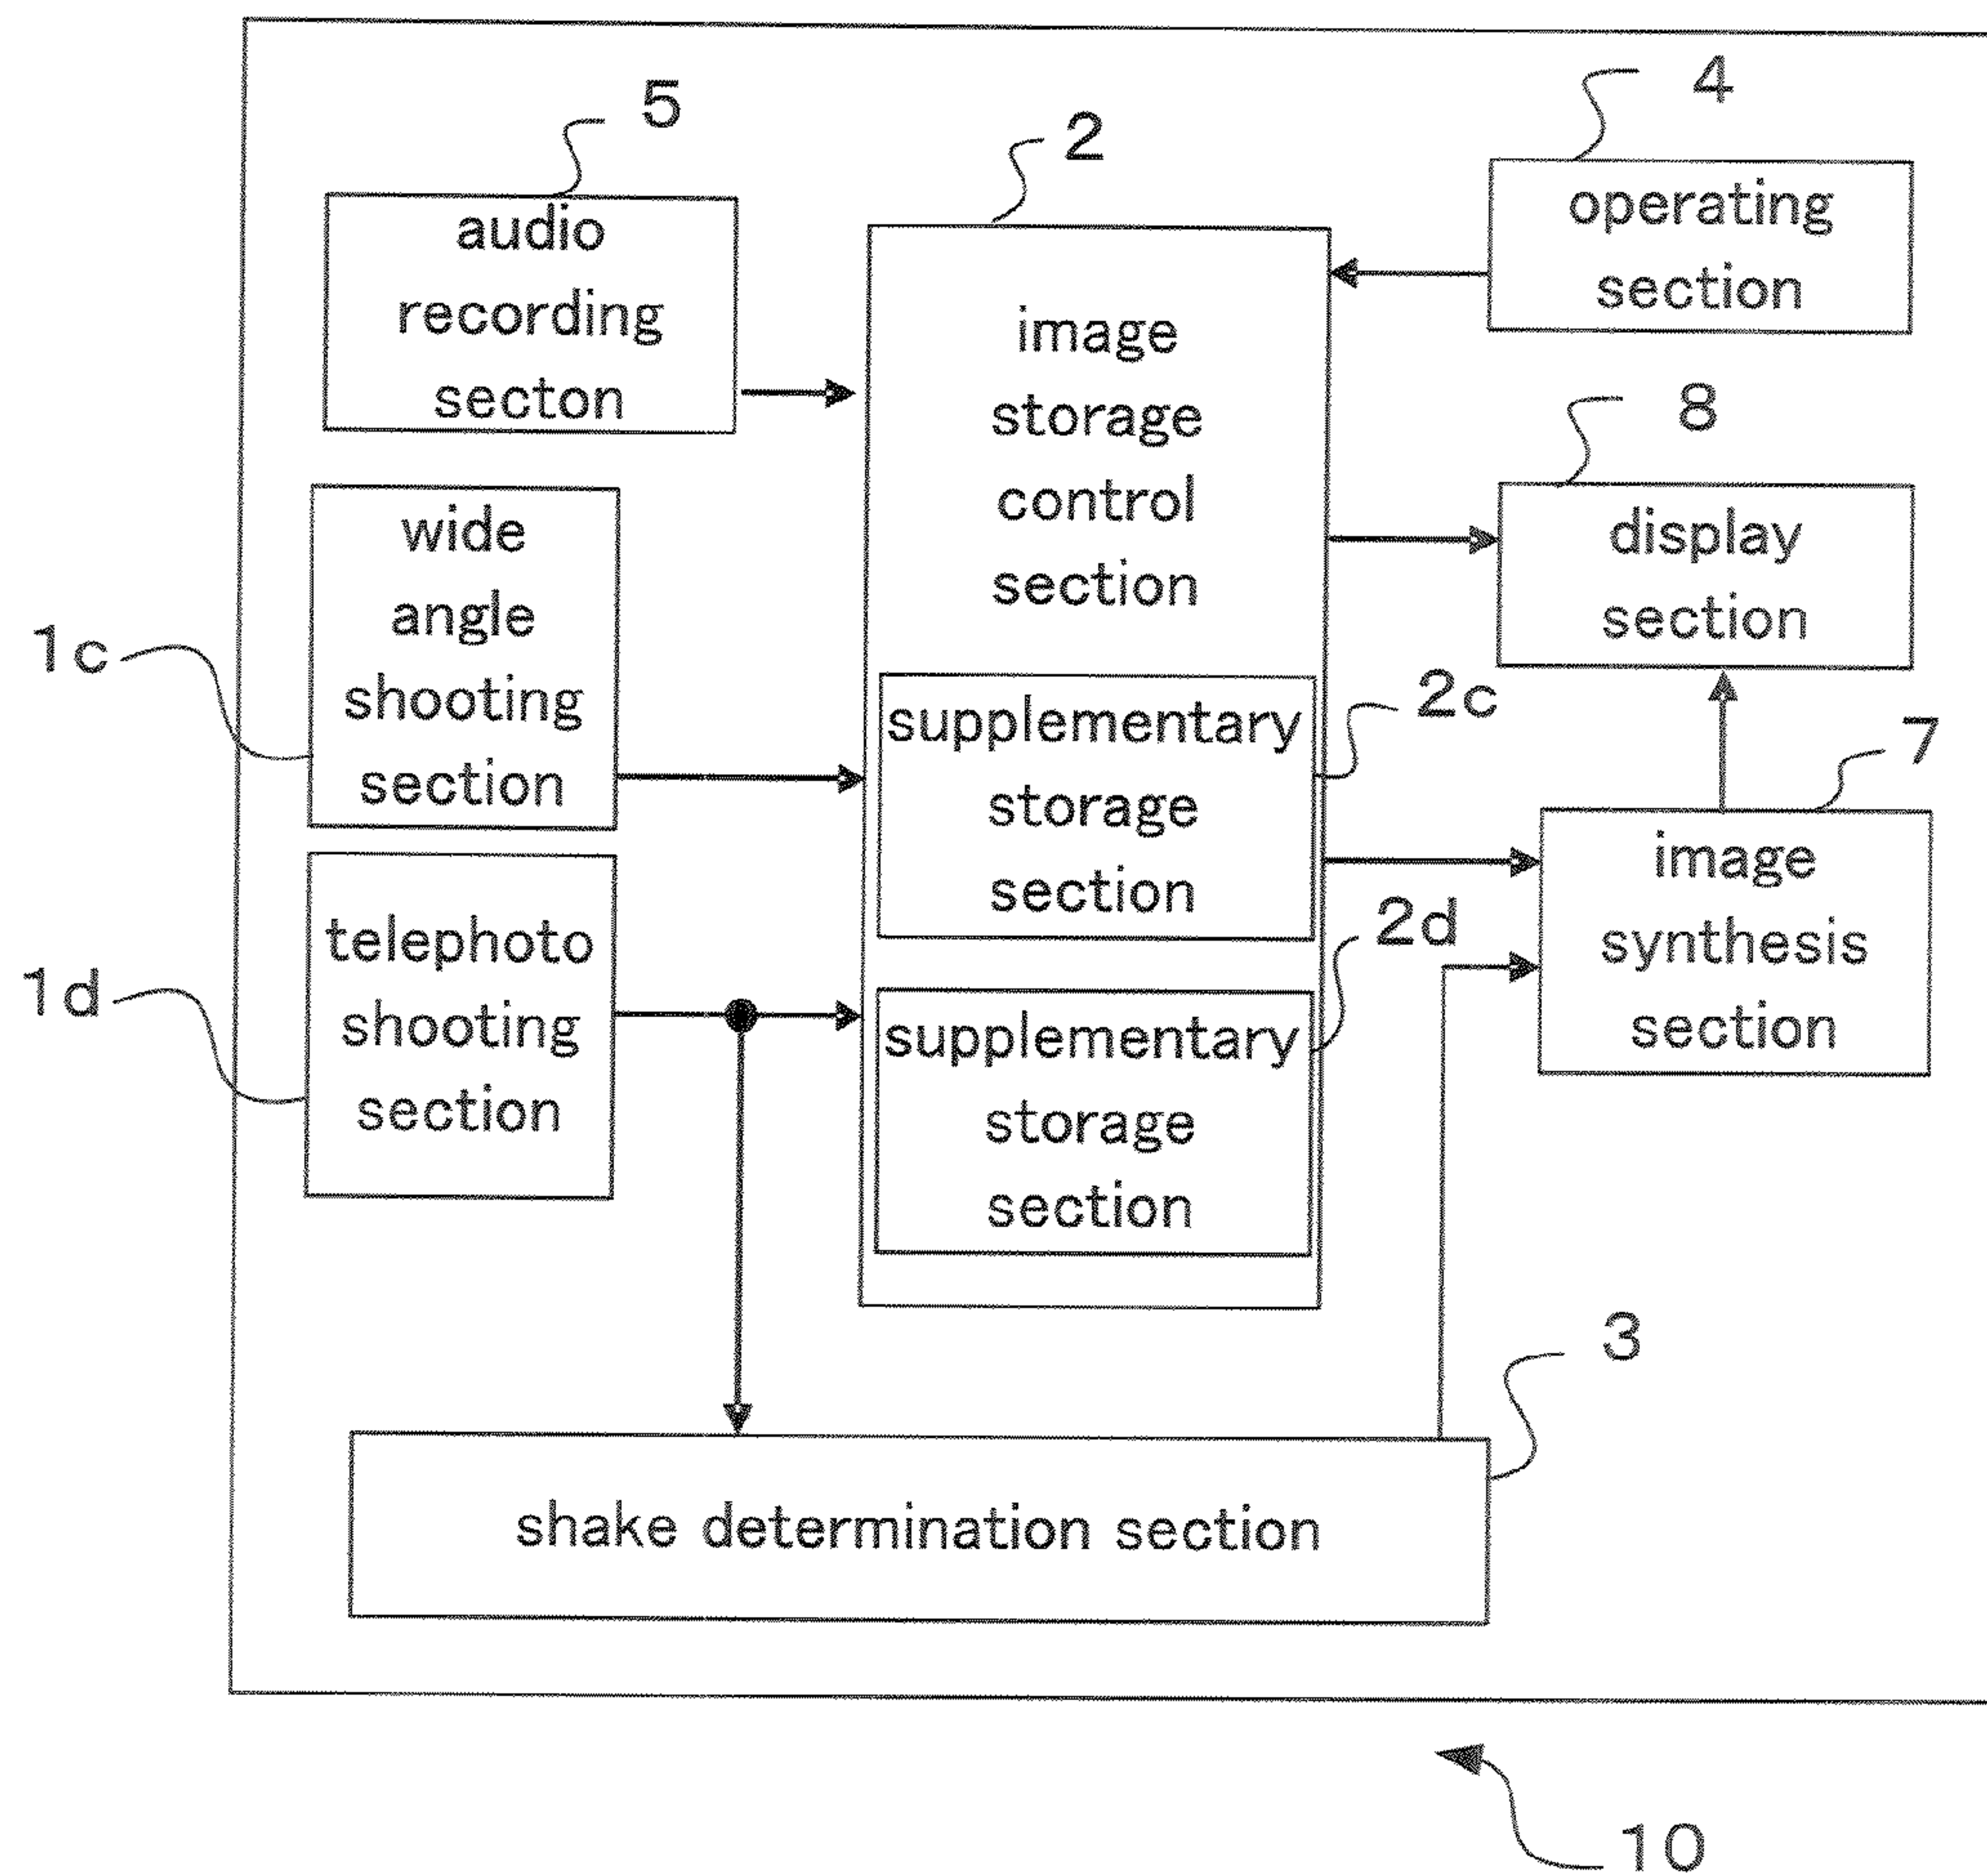 5
audio
recording
secton
2
image
storage
control
section
4
operating
section
8
display
section
1c
wide
angle
shooting
section
2c
supplementary
storage
section
7
image
synthesis
section
1d
telephoto
shooting
section
2d
supplementary
storage
section
3
shake determination section
10